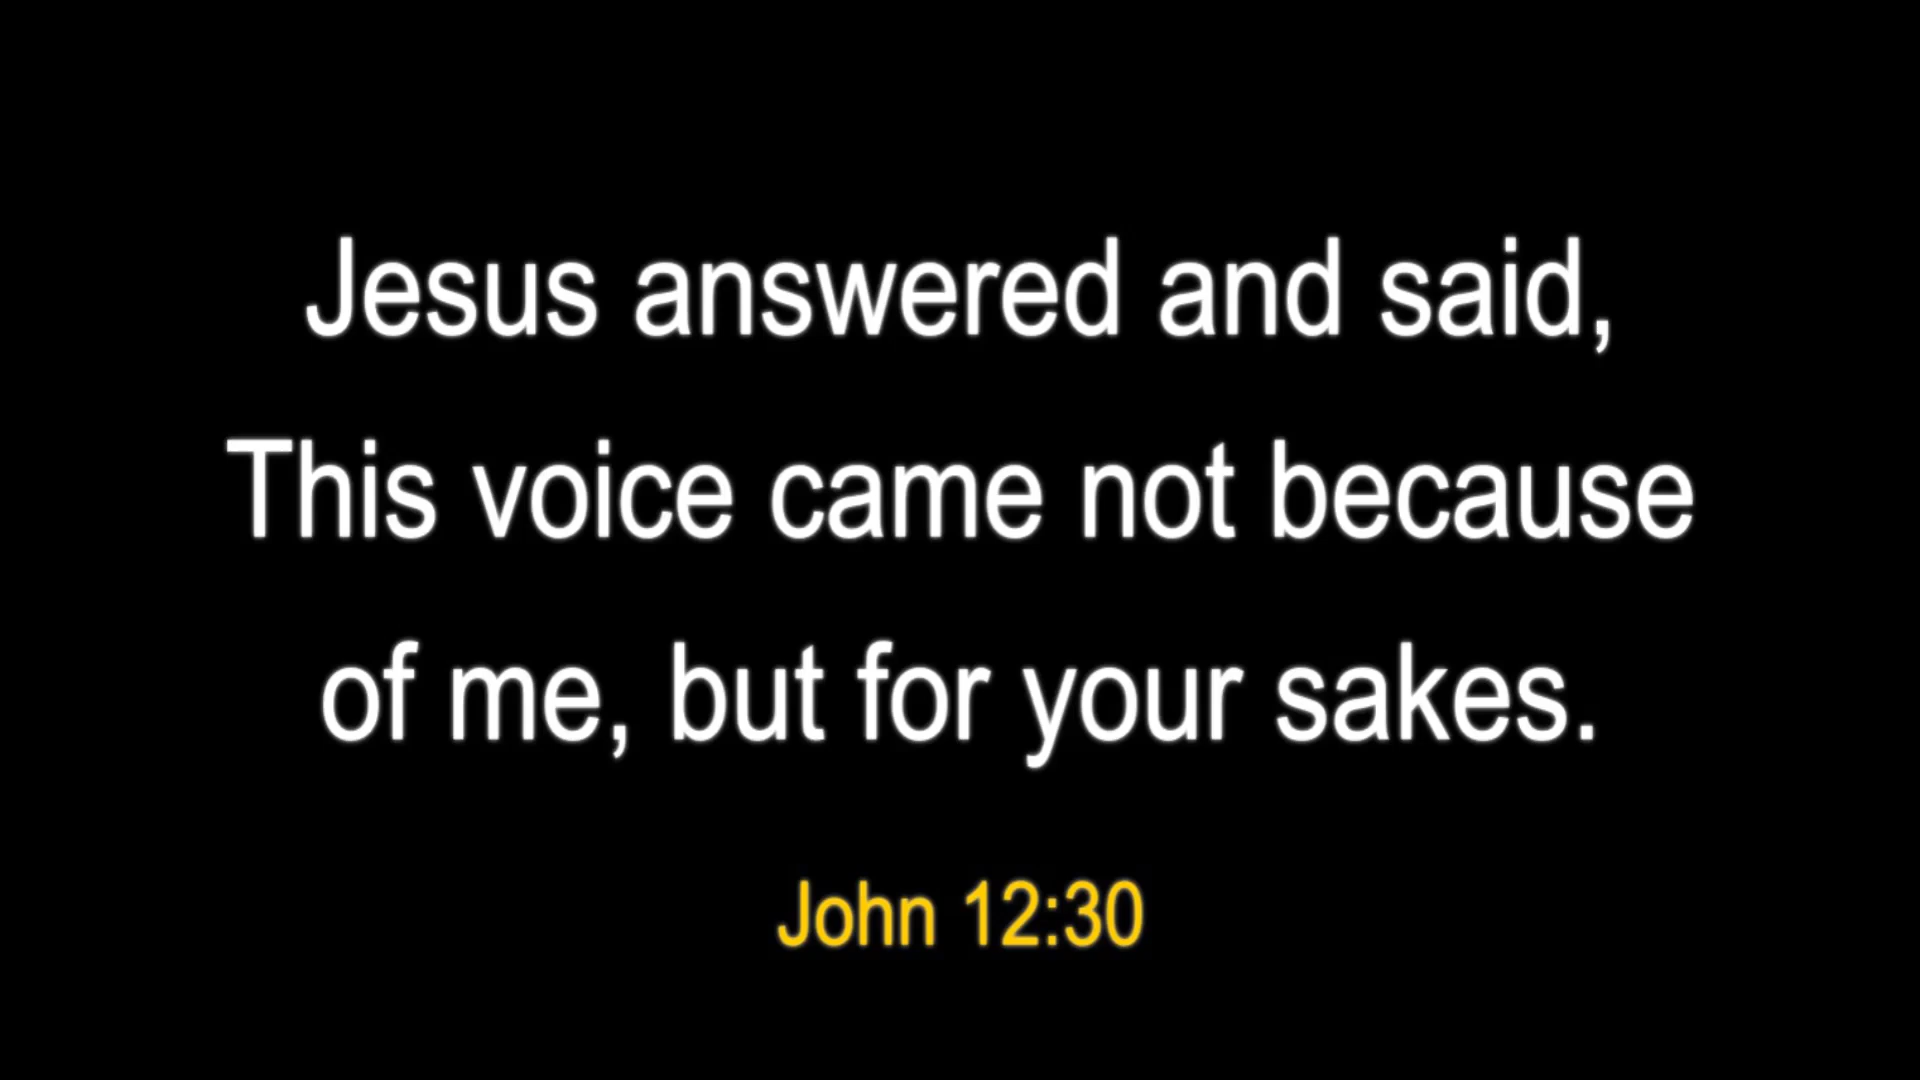 Jesus answered and said,
This voice came not because
of me, but for your sakes.
John 12:30